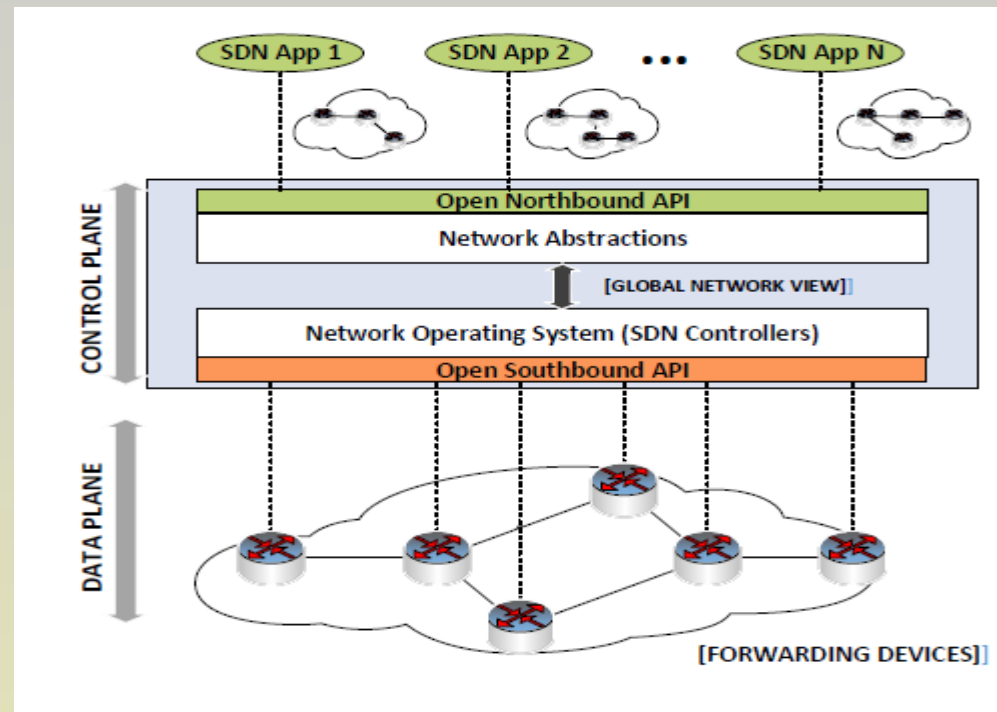 SDN App 1
SDN App 2
•••
SDN App N
CONTROL PLANE
Open Northbound API
Network Abstractions
[GLOBAL NETWORK VIEW]]
Network Operating System (SDN Controllers)
Open Southbound API
DATA PLANE
[FORWARDING DEVICES]]